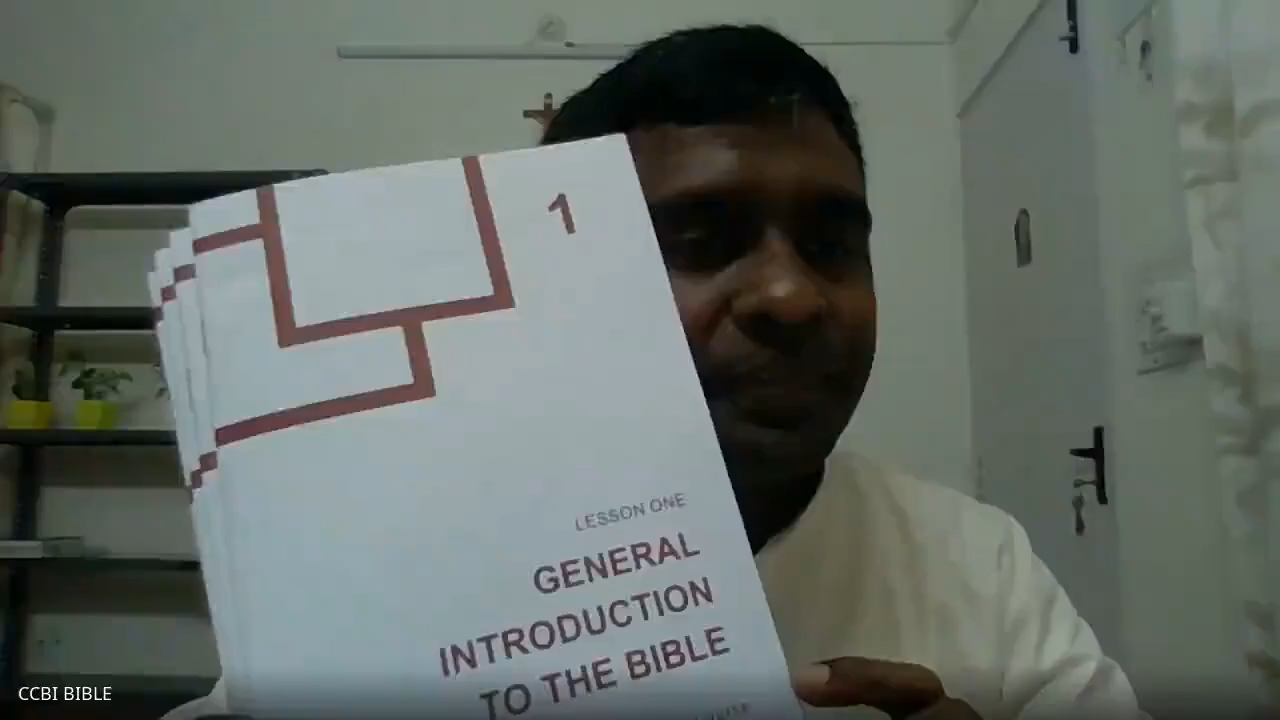 1
LESSON ONE
GENERAL
INTRODUCTION
TO THE BIBLE
CCBI BIBLE